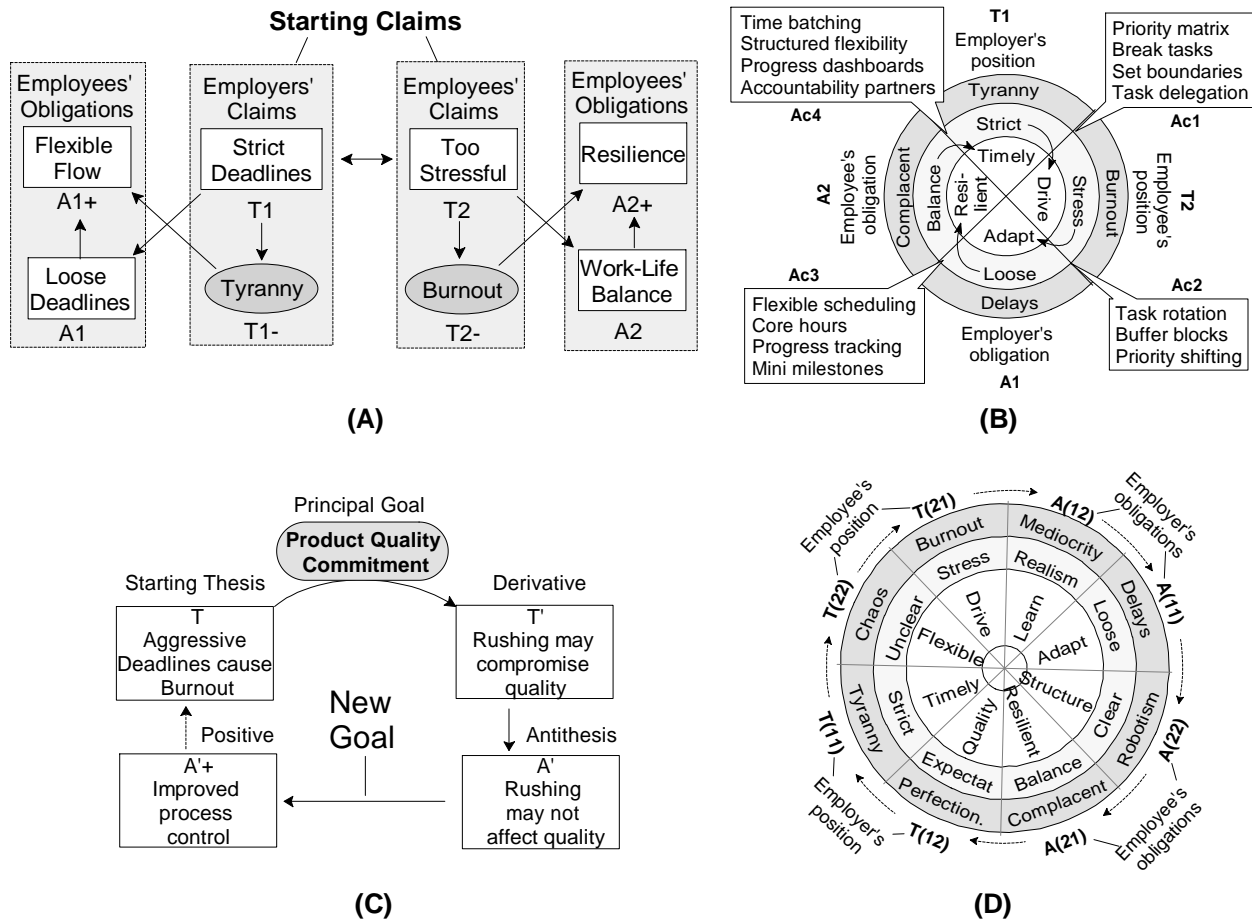 Starting Claims
Employees'
Obligations
Flexible
Flow
A1+
Loose
Deadlines
A1
Employers'
Claims
Strict
Deadlines
T1
Tyranny
T1-
Employees'
Claims
Too
Stressful
T2
Burnout
T2-
Employees'
Obligations
Resilience
A2+
Work-Life
Balance
A2
(A)
Time batching
Structured flexibility
Progress dashboards
Accountability partners
T1
Employer's
position
Priority matrix
Break tasks
Set boundaries
Task delegation
Ac4
Ac1
Tyranny
Strict
Timely
A2
Employee's
obligation
Complacent
Balance
Resi-
lient
Drive
Stress
Burnout
Employee's
position
T2
Adapt
Loose
Delays
Ac3
Ac2
Flexible scheduling
Core hours
Progress tracking
Mini milestones
Employer's
obligation
A1
Task rotation
Buffer blocks
Priority shifting
(B)
Principal Goal
Product Quality
Commitment
Starting Thesis
T
Aggressive
Deadlines cause
Burnout
Derivative
T'
Rushing may
compromise
quality
New
Goal
Positive
A'+
Improved
process
control
Antithesis
A'
Rushing
may not
affect quality
(C)
Employee's
position
T(21)
A(12)
Employer's
obligations
T(22)
A(11)
Burnout
Mediocrity
Chaos
Delays
Stress
Realism
Unclear
Loose
Drive
Learn
Flexible
Adapt
Timely
Structure
Quality
Resilient
Strict
Clear
Expectat
Balance
Tyranny
Robotism
Perfection.
Complacent
T(11)
A(22)
Employer's
position
T(12)
A(21)
Employee's
obligations
(D)